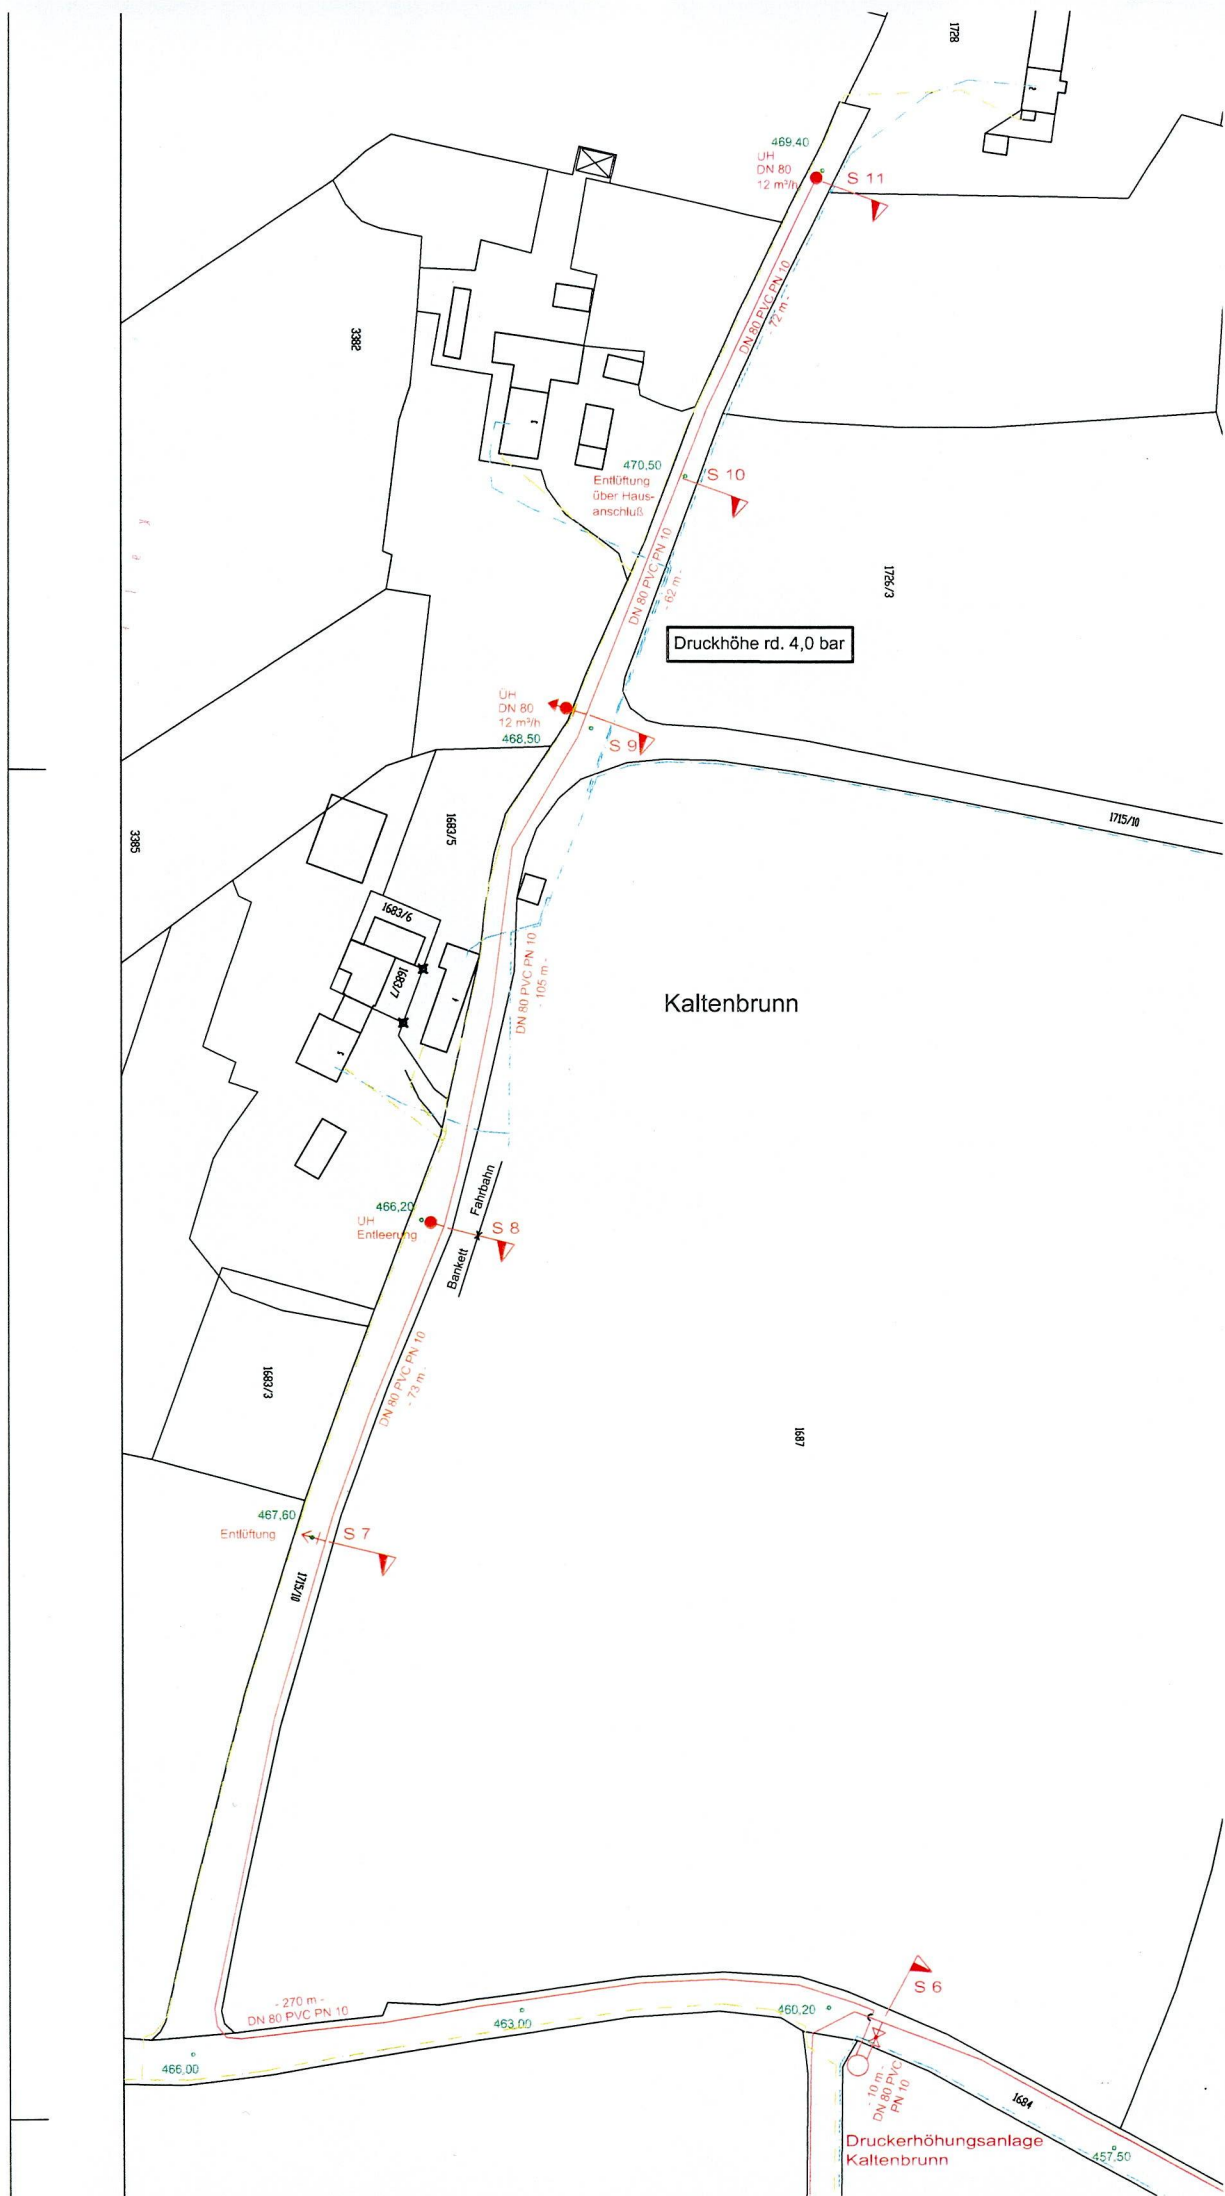 1728
469,40
ÜH
DN 80
12 m³/h
S 11
DN 80 PVC PN 10
- 72 m -
3382
470,50
Entlüftung
über Haus-
anschluß
S 10
DN 80 PVC PN 10
- 62 m -
1726/3
Druckhöhe rd. 4,0 bar
ÜH
DN 80
12 m³/h
468,50
S 9
1715/10
3385
1683/5
1683/6
1683/7
DN 80 PVC PN 10
- 105 m -
Kaltenbrunn
466,20
UH
Entleerung
Fahrbahn
Bankett
S 8
DN 80 PVC PN 10
- 73 m -
1683/3
1687
467,60
Entlüftung
S 7
1715/10
S 6
- 270 m -
DN 80 PVC PN 10
463,00
460,20
466,00
- 10 m -
DN 80 PVC
PN 10
1684
Druckerhöhungsanlage
Kaltenbrunn
457,50